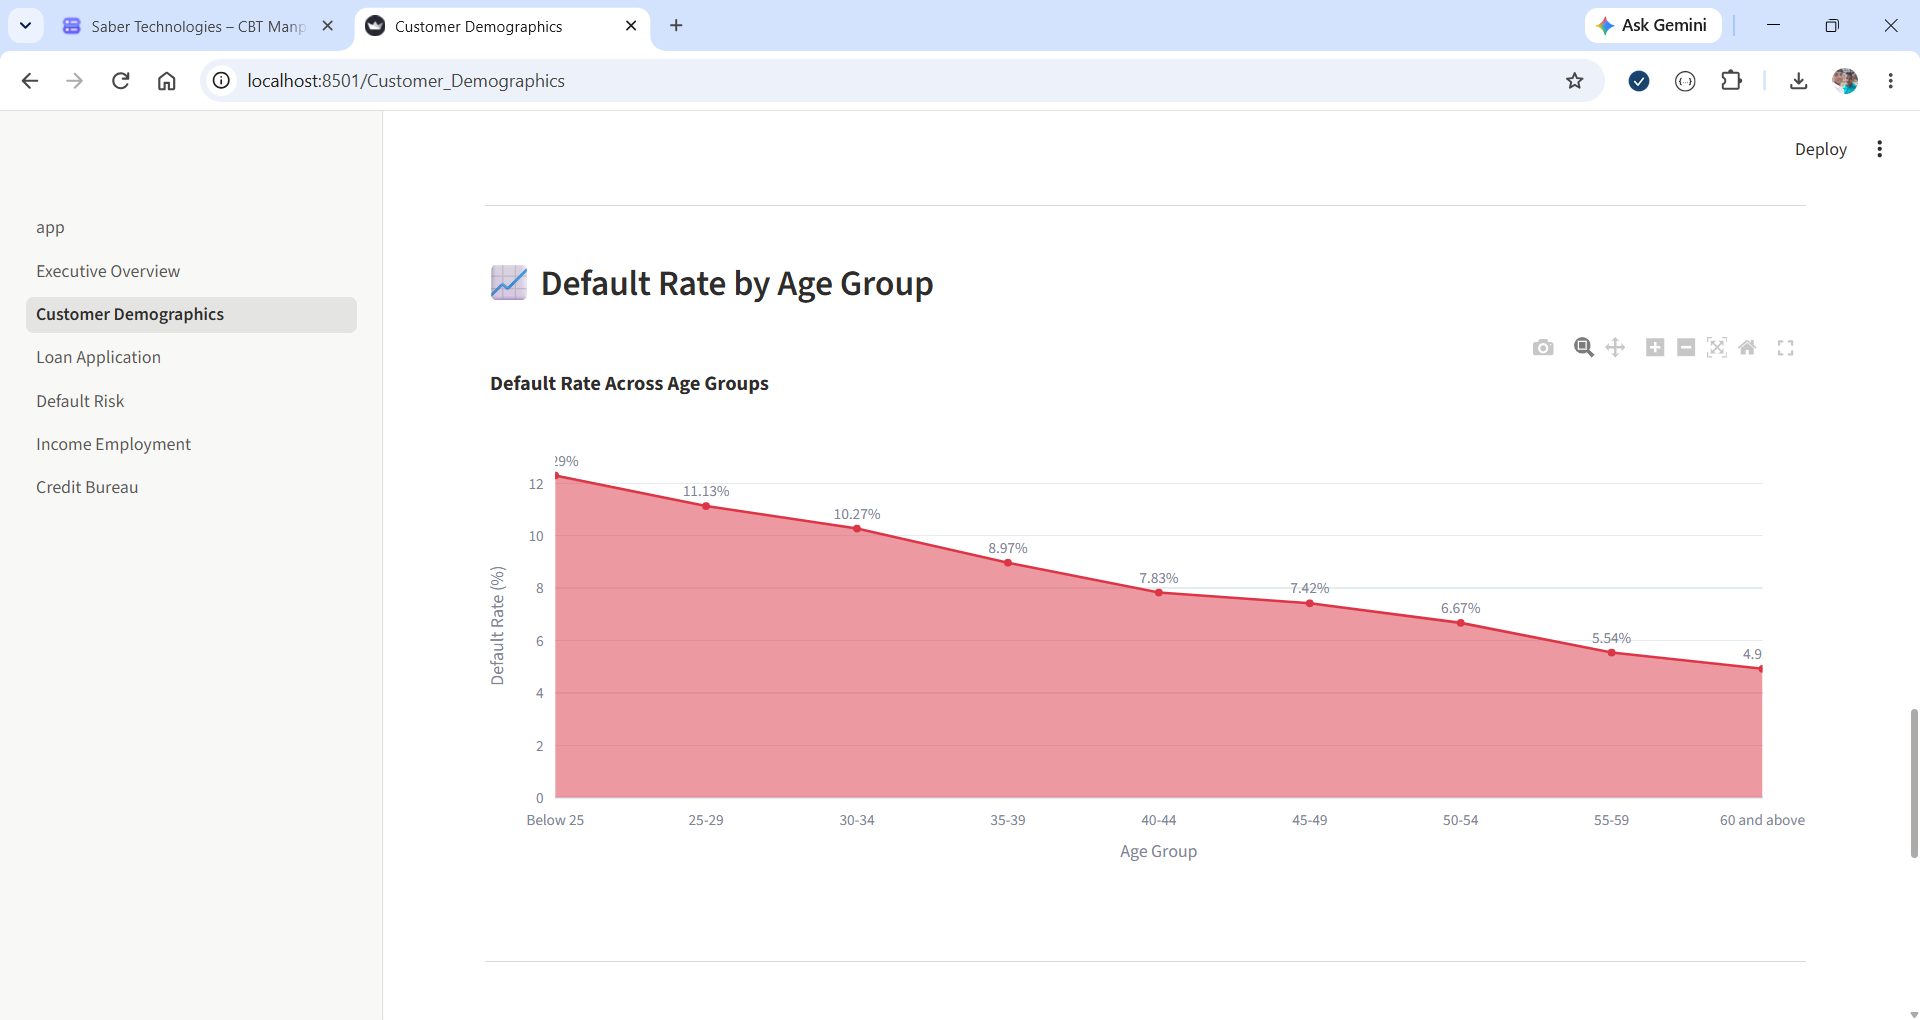 Saber Technologies – CBT Manp
Customer Demographics
Ask Gemini
localhost:8501/Customer_Demographics
Deploy
app
Executive Overview
Customer Demographics
Loan Application
Default Risk
Income Employment
Credit Bureau
Default Rate by Age Group
Default Rate Across Age Groups
29%
11.13%
10.27%
8.97%
7.83%
7.42%
6.67%
5.54%
4.9
12
10
8
6
4
2
0
Default Rate (%)
Below 25 25-29 30-34 35-39 40-44 45-49 50-54 55-59 60 and above
Age Group